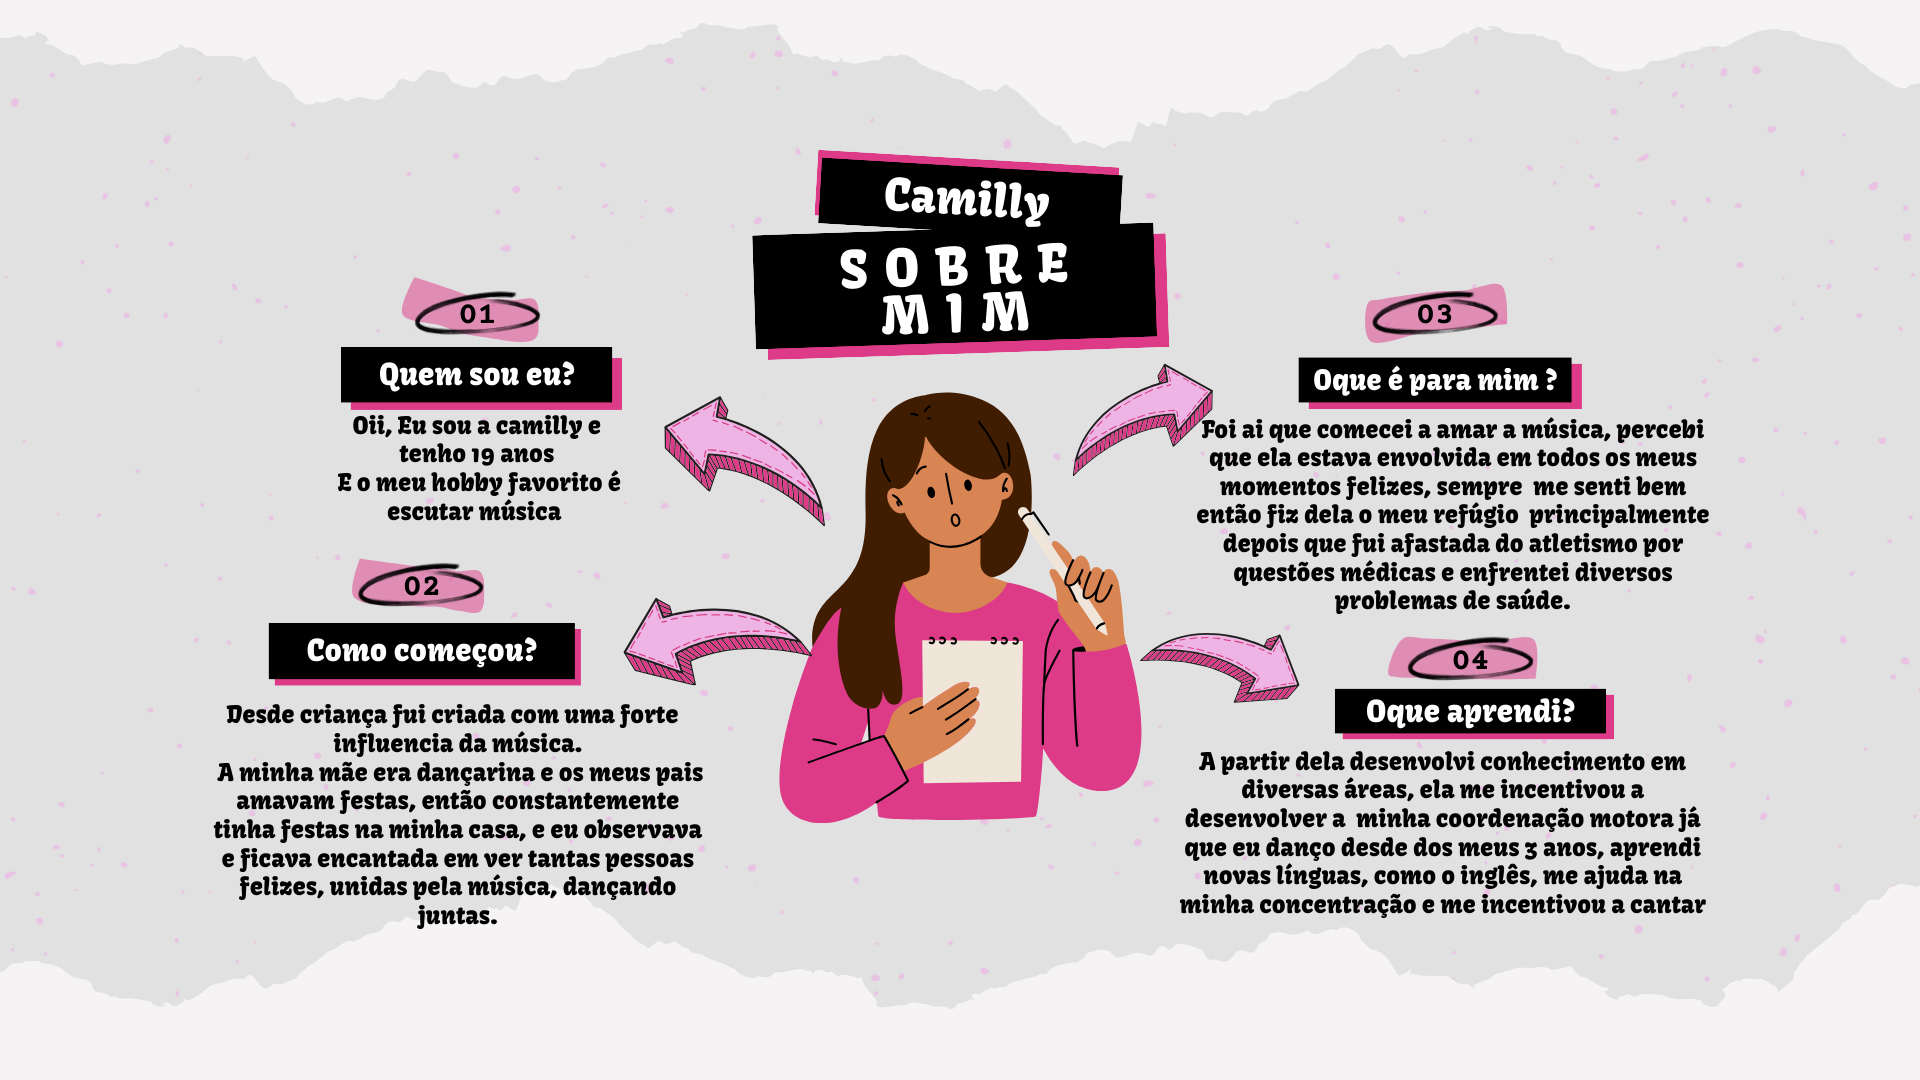 Camilly
SOBRE
MIM
01
Quem sou eu?
Oii, Eu sou a camilly e
tenho 19 anos
E o meu hobby favorito é
escutar música
02
Como começou?
Desde criança fui criada com uma forte
influencia da música.
A minha mãe era dançarina e os meus pais
amavam festas, então constantemente
tinha festas na minha casa, e eu observava
e ficava encantada em ver tantas pessoas
felizes, unidas pela música, dançando
juntas.
03
Oque é para mim ?
Foi ai que comecei a amar a música, percebi
que ela estava envolvida em todos os meus
momentos felizes, sempre  me senti bem
então fiz dela o meu refúgio  principalmente
depois que fui afastada do atletismo por
questões médicas e enfrentei diversos
problemas de saúde.
04
Oque aprendi?
A partir dela desenvolvi conhecimento em
diversas áreas, ela me incentivou a
desenvolver a  minha coordenação motora já
que eu danço desde dos meus 3 anos, aprendi
novas línguas, como o inglês, me ajuda na
minha concentração e me incentivou a cantar